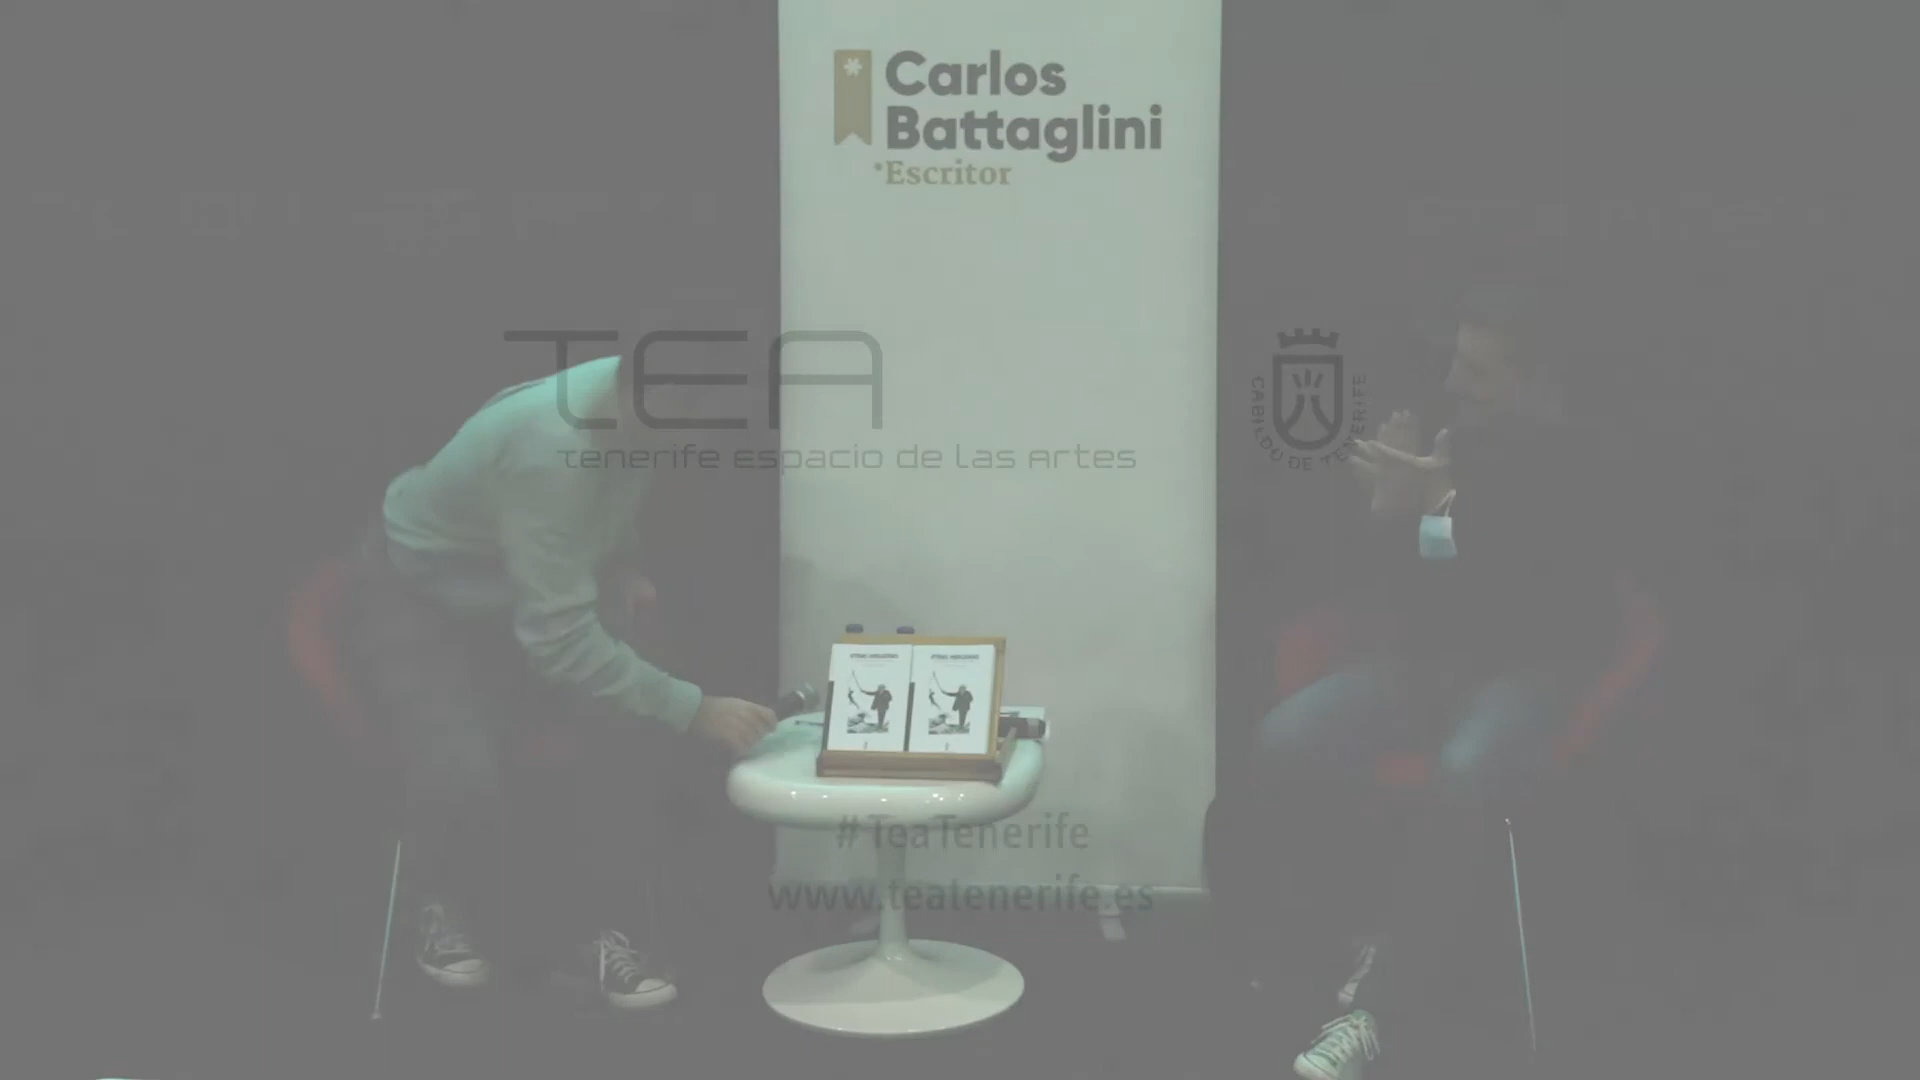 Carlos
Battaglini
*Escritor
TEA
tenerife espacio de las artes
CABILDO DE TENERIFE
#TeaTenerife
www.teatenerife.es